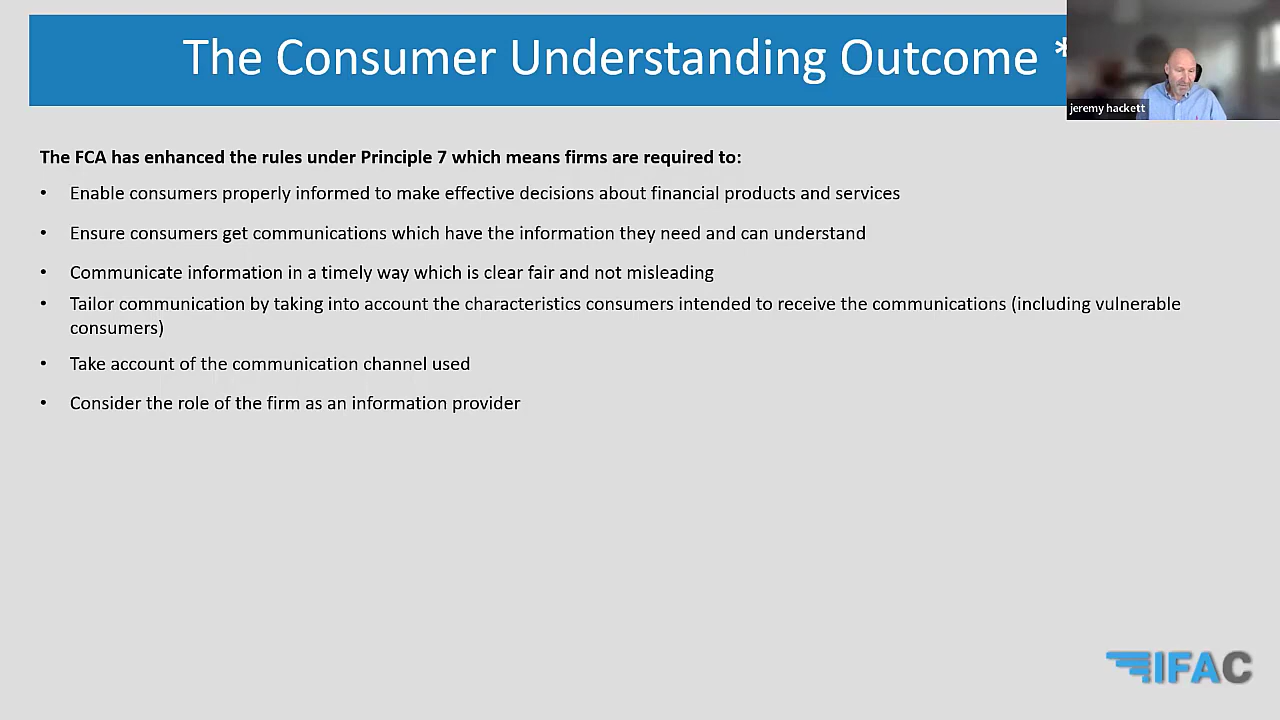 The Consumer Understanding Outcome *
jeremy hackett
The FCA has enhanced the rules under Principle 7 which means firms are required to:
• Enable consumers properly informed to make effective decisions about financial products and services
• Ensure consumers get communications which have the information they need and can understand
• Communicate information in a timely way which is clear fair and not misleading
• Tailor communication by taking into account the characteristics consumers intended to receive the communications (including vulnerable
consumers)
• Take account of the communication channel used
• Consider the role of the firm as an information provider
IFAC